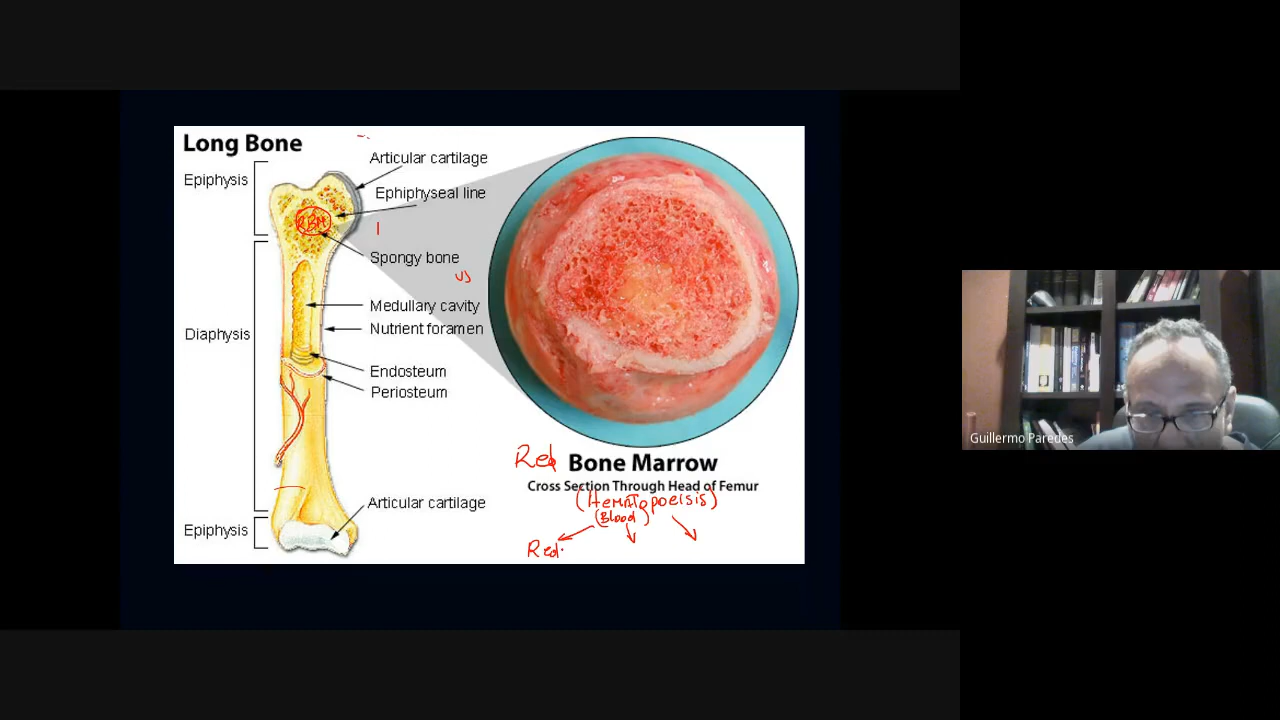 Long Bone
Epiphysis
Articular cartilage
Ephiphyseal line
RBM
Spongy bone
vs
Medullary cavity
Diaphysis
Nutrient foramen
Endosteum
Periosteum
Red Bone Marrow
Cross Section Through Head of Femur
(Hematopoeisis)
(Blood)
Red
Articular cartilage
Epiphysis
Guillermo Paredes